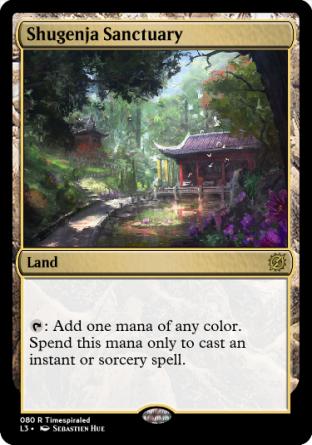 Shugenja Sanctuary
Land
: Add one mana of any color.
Spend this mana only to cast an
instant or sorcery spell.
080 R Timespiraled
L3 • Sebastien Hue